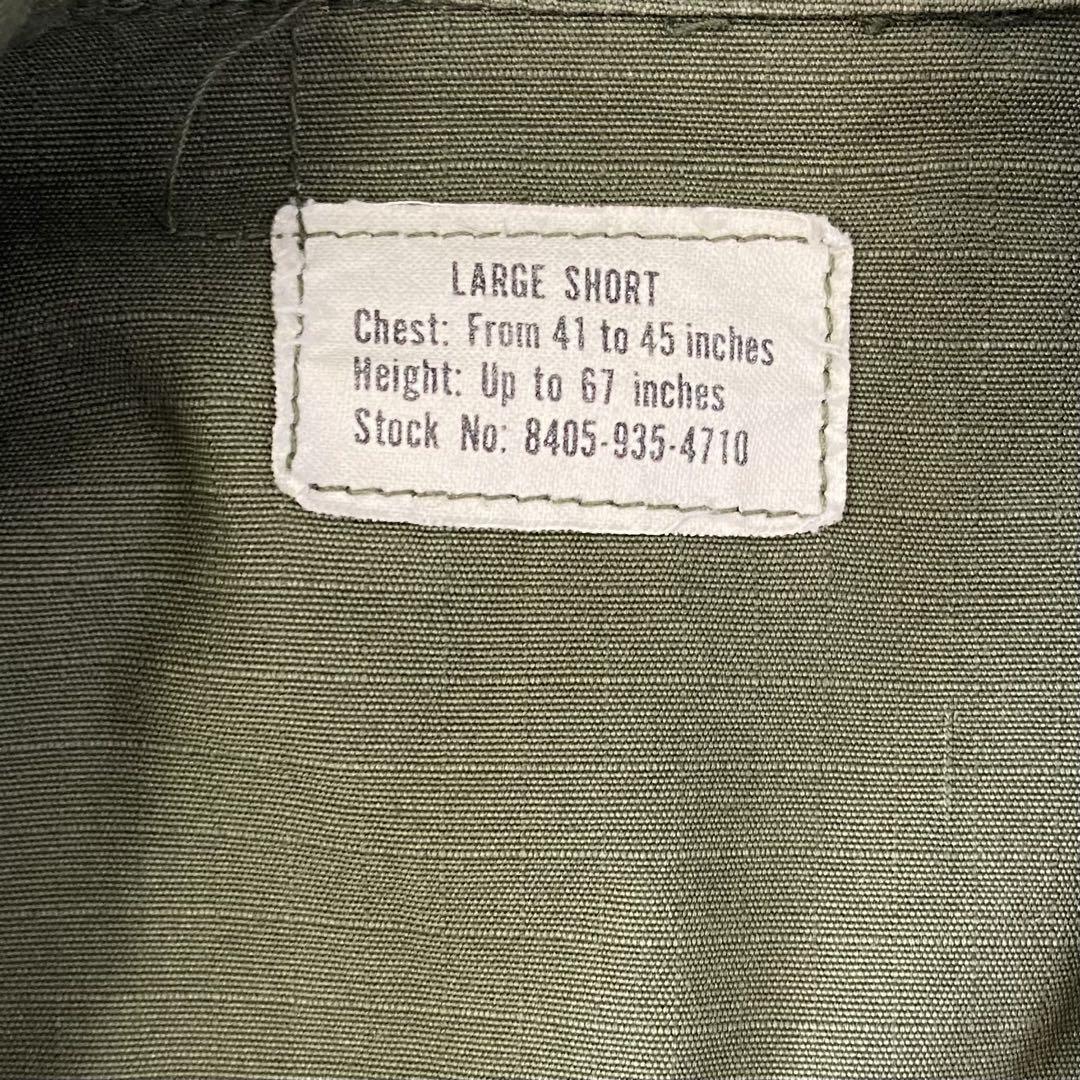 LARGE SHORT
Chest: From 41 to 45 inches
Height: Up to 67 inches
Stock No: 8405-935-4710